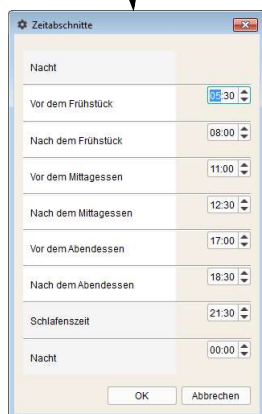 Zeitabschnitte
Nacht
05:30
Vor dem Frühstück
08:00
Nach dem Frühstück
11:00
Vor dem Mittagessen
12:30
Nach dem Mittagessen
17:00
Vor dem Abendessen
18:30
Nach dem Abendessen
21:30
Schlafenszeit
00:00
Nacht
OK Abbrechen